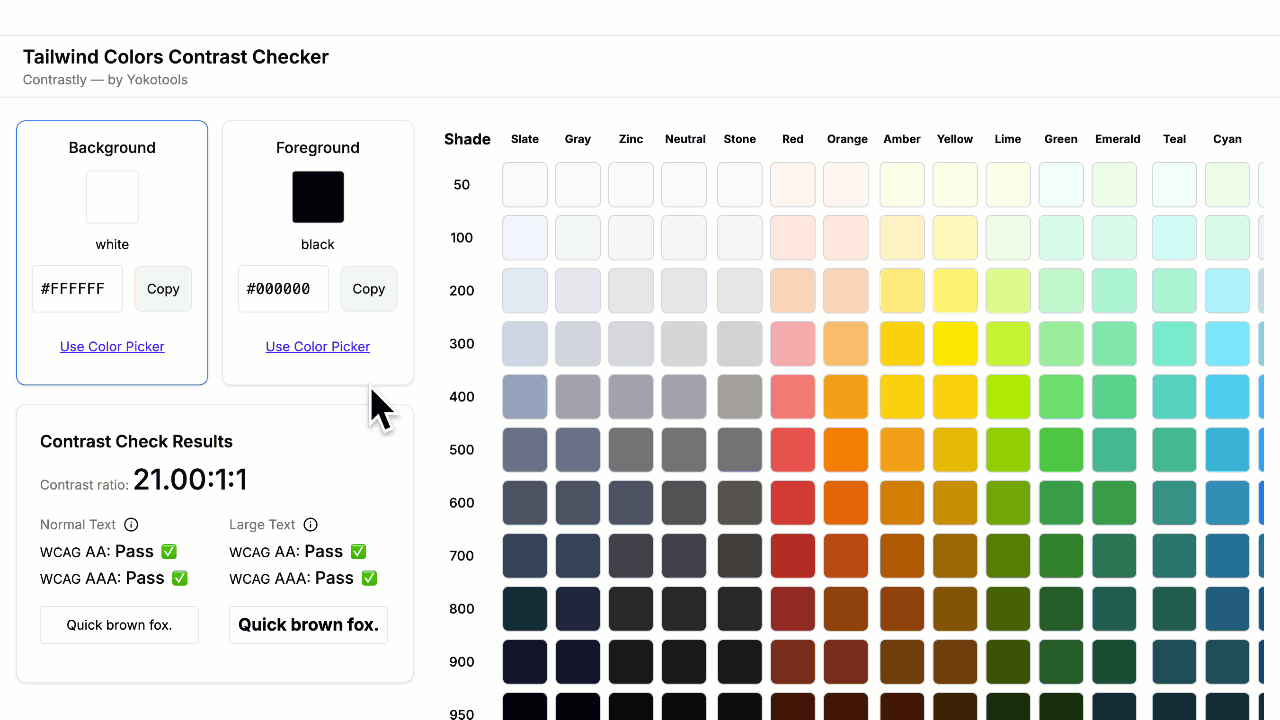 Tailwind Colors Contrast Checker
Contrastly — by Yokotools
Background
white
#FFFFFF
Copy
Use Color Picker
Foreground
black
#000000
Copy
Use Color Picker
Contrast Check Results
Contrast ratio: 21.00:1:1
Normal Text
WCAG AA: Pass ✅
WCAG AAA: Pass ✅
Quick brown fox.
Large Text
WCAG AA: Pass ✅
WCAG AAA: Pass ✅
Quick brown fox.
Shade Slate Gray Zinc Neutral Stone Red Orange Amber Yellow Lime Green Emerald Teal Cyan
50
100
200
300
400
500
600
700
800
900
950